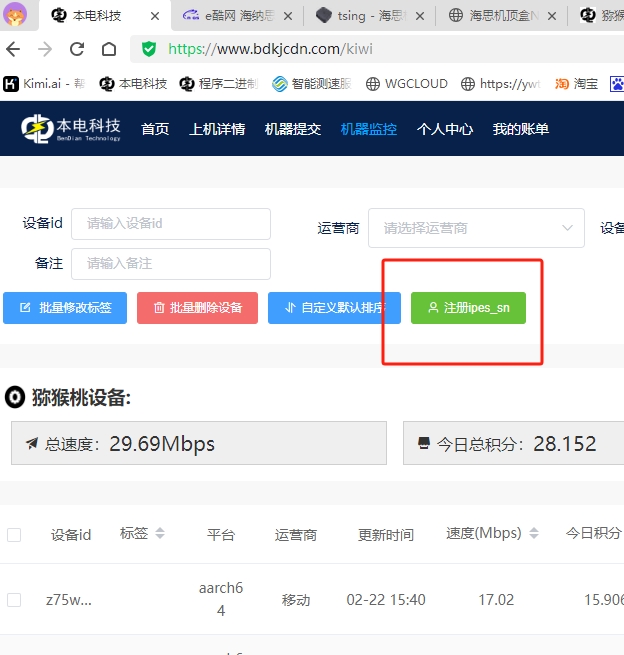 本电科技
e酷网 海纳思
tsing - 海思
海思机顶盒N
猕猴
https://www.bdkjcdn.com/kiwi
Kimi.ai - 帮
本电科技
程序二进制
智能测速服
WGCLOUD
https://ywt
淘宝
本电科技
BenDian Technology
首页
上机详情
机器提交
机器监控
个人中心
我的账单
设备id
请输入设备id
运营商
请选择运营商
设备
备注
请输入备注
批量修改标签
批量删除设备
自定义默认排序
注册ipes_sn
猕猴桃设备:
总速度: 29.69Mbps
今日总积分: 28.152
设备id
标签
平台
运营商
更新时间
速度(Mbps)
今日积分
z75w...
aarch6
4
移动
02-22 15:40
17.02
15.906